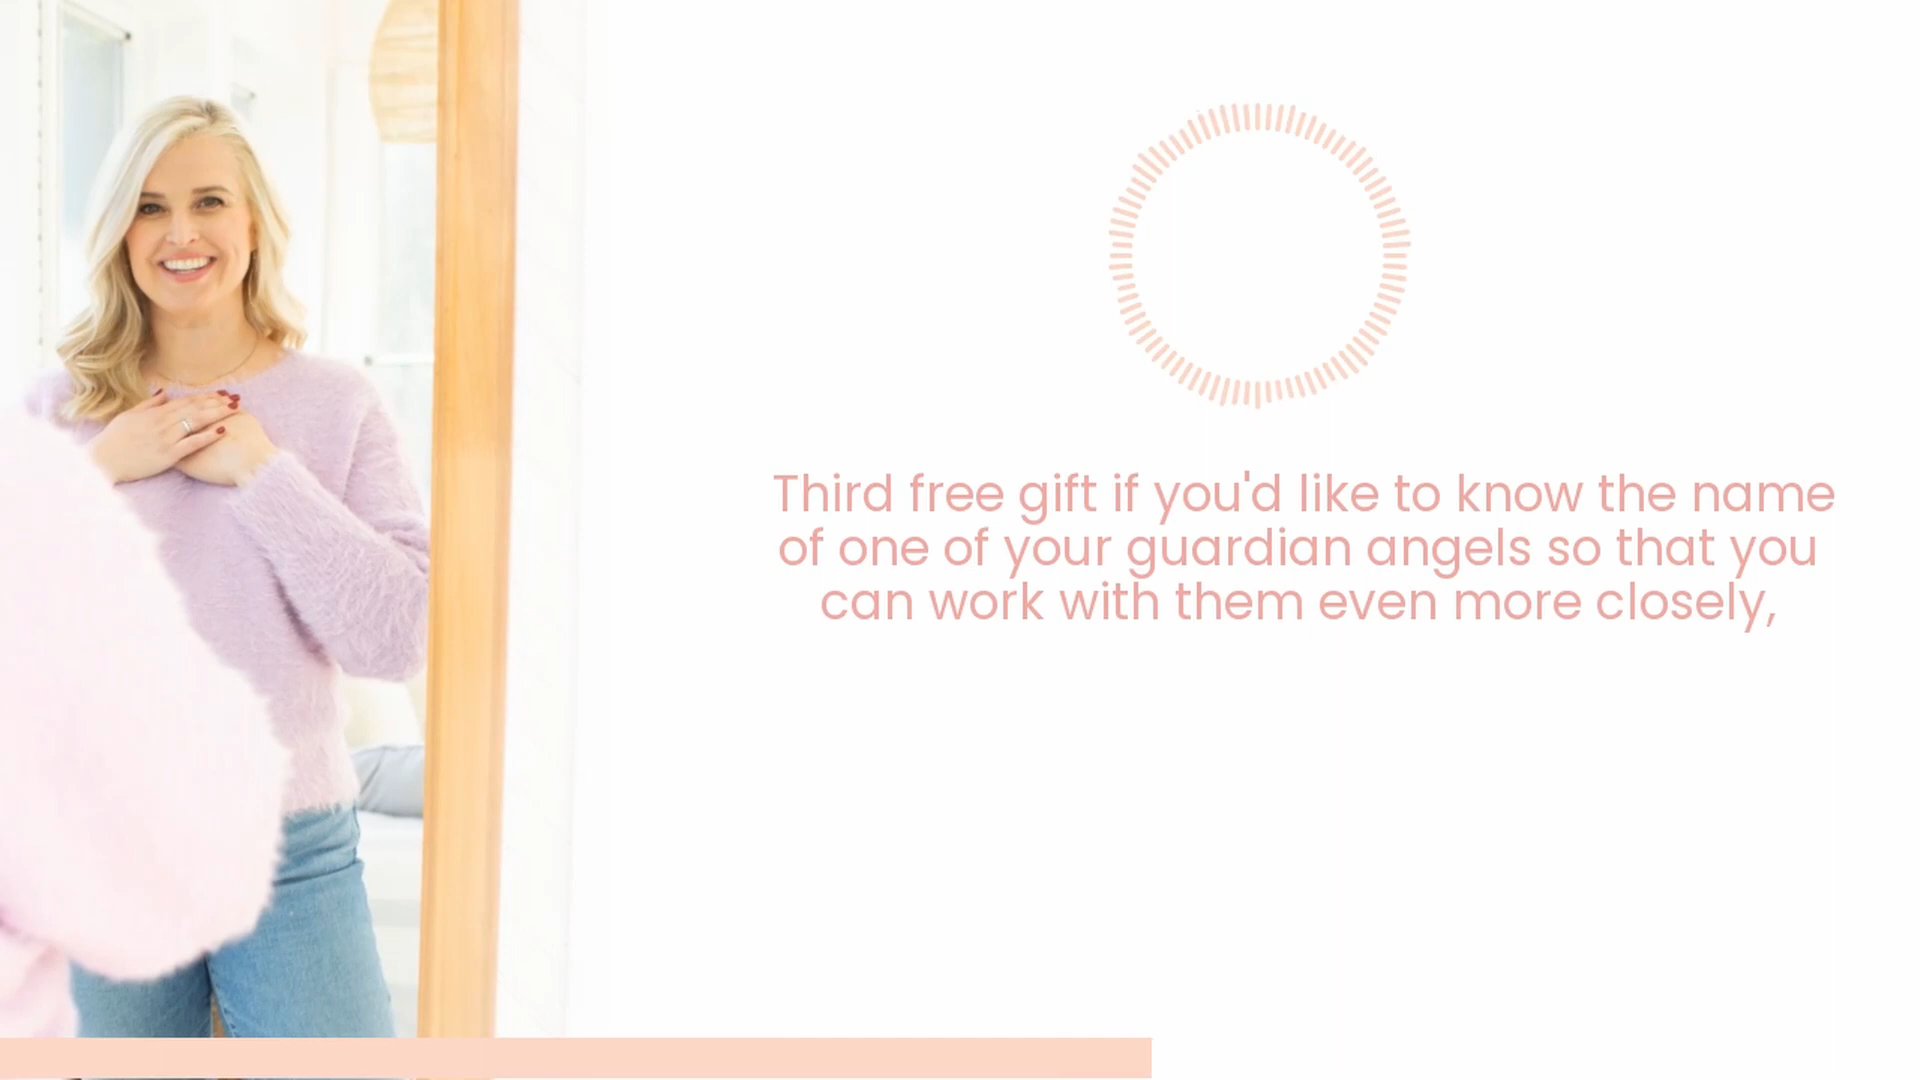 Third free gift if you'd like to know the name
of one of your guardian angels so that you
can work with them even more closely,